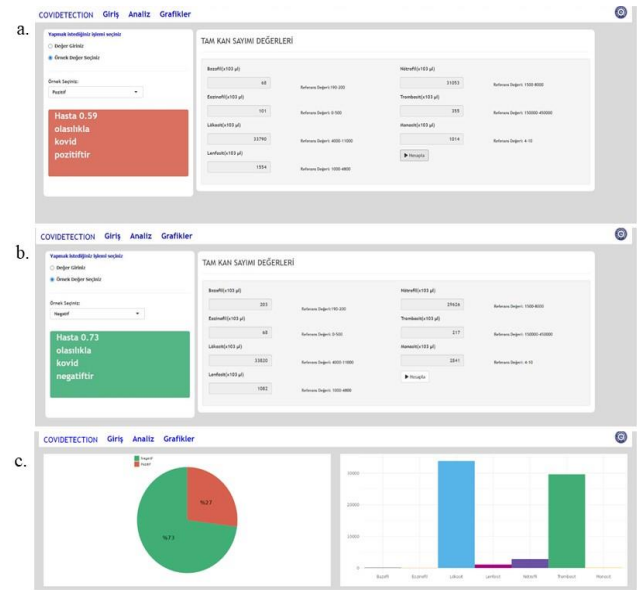 a.
COVIDETECTION Giriş Analiz Grafikler
Yapmak istediğiniz işlemi seçiniz
Değer Giriniz
Örnek Değer Seçiniz
Örnek Seçiniz:
Pozitif
Hasta 0.59
olasılıkla
kovid
pozitiftir
TAM KAN SAYIMI DEĞERLERİ
Bazofil(x103 µl)
68
Referans Değeri:190-200
Eozinofil(x103 µl)
101
Referans Değeri: 0-500
Lökosit(x103 µl)
33790
Referans Değeri: 4000-11000
Lenfosit(x103 µl)
1554
Referans Değeri: 1000-4800
Nötrofil(x103 µl)
31053
Referans Değeri: 1500-8000
Trombosit(x103 µl)
355
Referans Değeri: 150000-450000
Monosit(x103 µl)
1014
Referans Değeri: 4-10
Hesapla
b.
COVIDETECTION Giriş Analiz Grafikler
Yapmak istediğiniz işlemi seçiniz
Değer Giriniz
Örnek Değer Seçiniz
Örnek Seçiniz:
Negatif
Hasta 0.73
olasılıkla
kovid
negatiftir
TAM KAN SAYIMI DEĞERLERİ
Bazofil(x103 µl)
203
Referans Değeri:190-200
Eozinofil(x103 µl)
68
Referans Değeri: 0-500
Lökosit(x103 µl)
33820
Referans Değeri: 4000-11000
Lenfosit(x103 µl)
1082
Referans Değeri: 1000-4800
Nötrofil(x103 µl)
29626
Referans Değeri: 1500-8000
Trombosit(x103 µl)
217
Referans Değeri: 150000-450000
Monosit(x103 µl)
2841
Referans Değeri: 4-10
Hesapla
c.
COVIDETECTION Giriş Analiz Grafikler
Negatif
Pozitif
%27
%73
30000
20000
10000
0
Bazofil Eozinofil Lökosit Lenfosit Nötrofil Trombosit Monosit